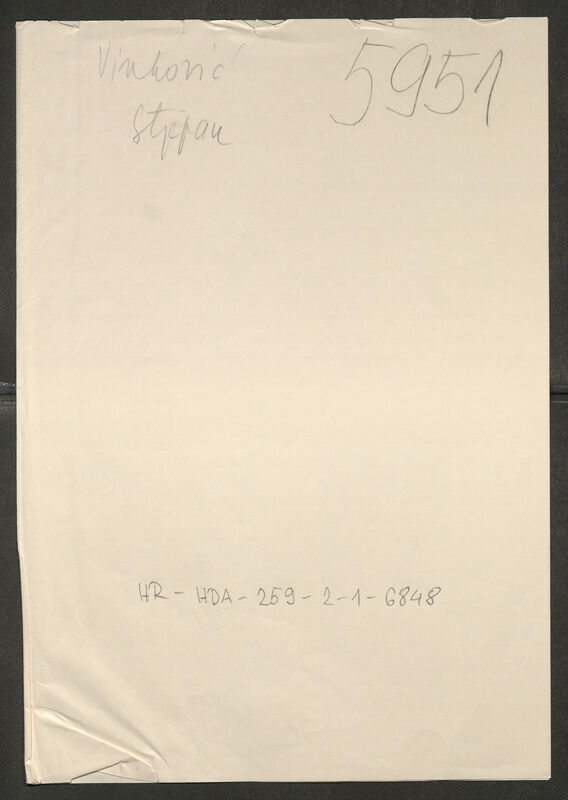 Vinković 5951
Stjepan
HR - HDA - 259 - 2 - 1 - 6848